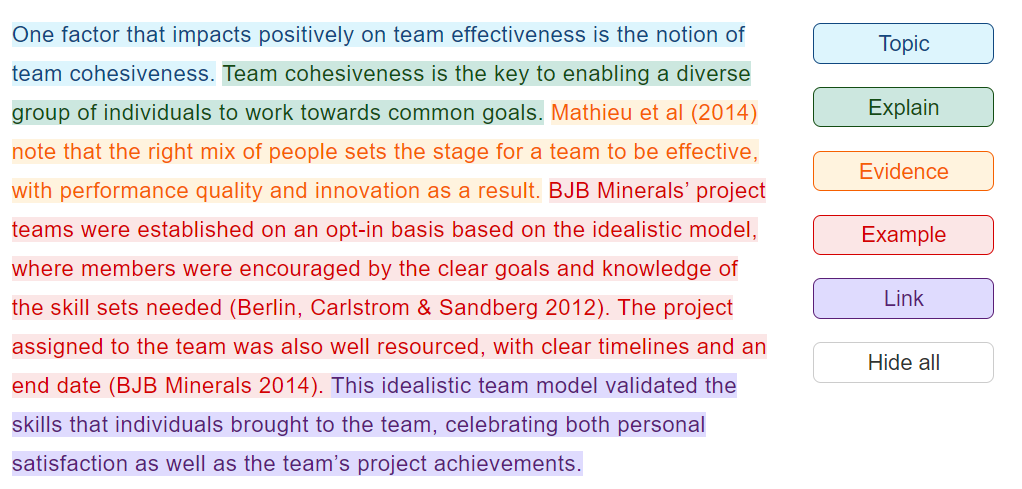 One factor that impacts positively on team effectiveness is the notion of
team cohesiveness. Team cohesiveness is the key to enabling a diverse
group of individuals to work towards common goals. Mathieu et al (2014)
note that the right mix of people sets the stage for a team to be effective,
with performance quality and innovation as a result. BJB Minerals’ project
teams were established on an opt-in basis based on the idealistic model,
where members were encouraged by the clear goals and knowledge of
the skill sets needed (Berlin, Carlstrom & Sandberg 2012). The project
assigned to the team was also well resourced, with clear timelines and an
end date (BJB Minerals 2014). This idealistic team model validated the
skills that individuals brought to the team, celebrating both personal
satisfaction as well as the team’s project achievements.
Topic
Explain
Evidence
Example
Link
Hide all